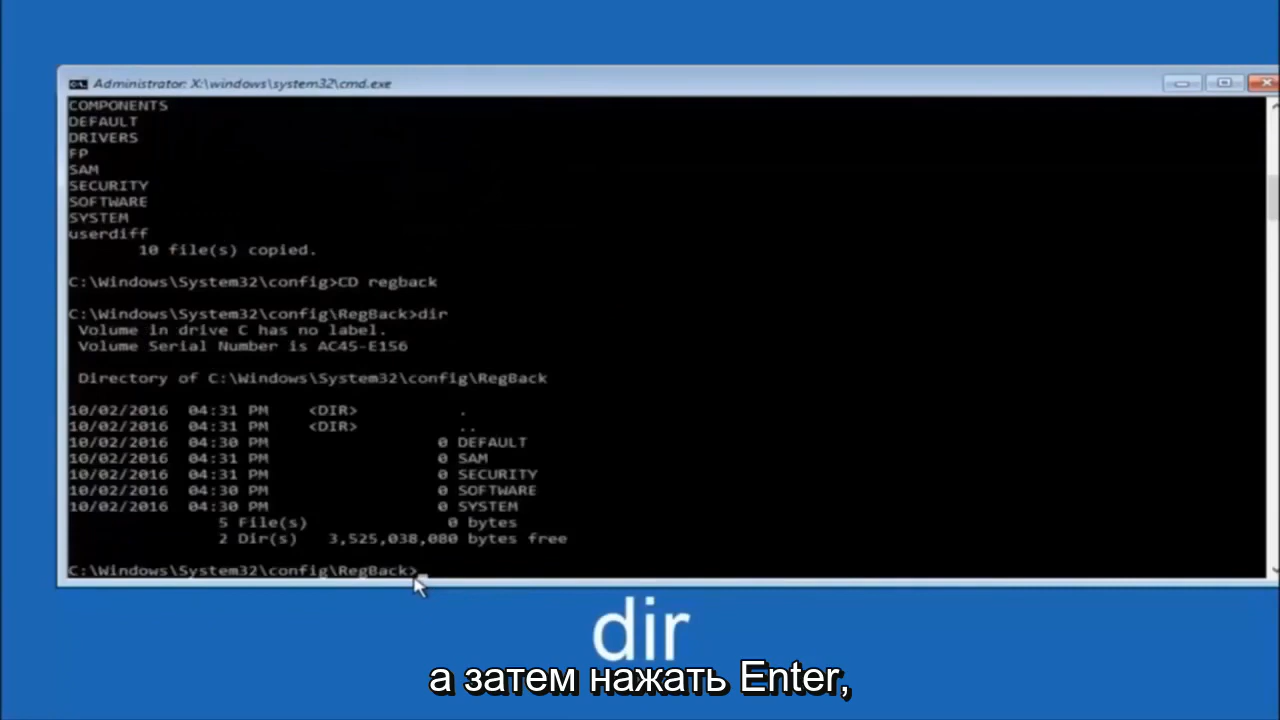 Administrator: X:\windows\system32\cmd.exe
COMPONENTS
DEFAULT
DRIVERS
FP
SAM
SECURITY
SOFTWARE
SYSTEM
userdiff
10 file(s) copied.
C:\Windows\System32\config>CD regback
C:\Windows\System32\config\RegBack>dir
Volume in drive C has no label.
Volume Serial Number is AC45-E156
Directory of C:\Windows\System32\config\RegBack
10/02/2016 04:31 PM <DIR> .
10/02/2016 04:31 PM <DIR> ..
10/02/2016 04:30 PM 0 DEFAULT
10/02/2016 04:31 PM 0 SAM
10/02/2016 04:31 PM 0 SECURITY
10/02/2016 04:30 PM 0 SOFTWARE
10/02/2016 04:30 PM 0 SYSTEM
5 File(s) 0 bytes
2 Dir(s) 3,525,038,080 bytes free
C:\Windows\System32\config\RegBack>_
dir
а затем нажать Enter,